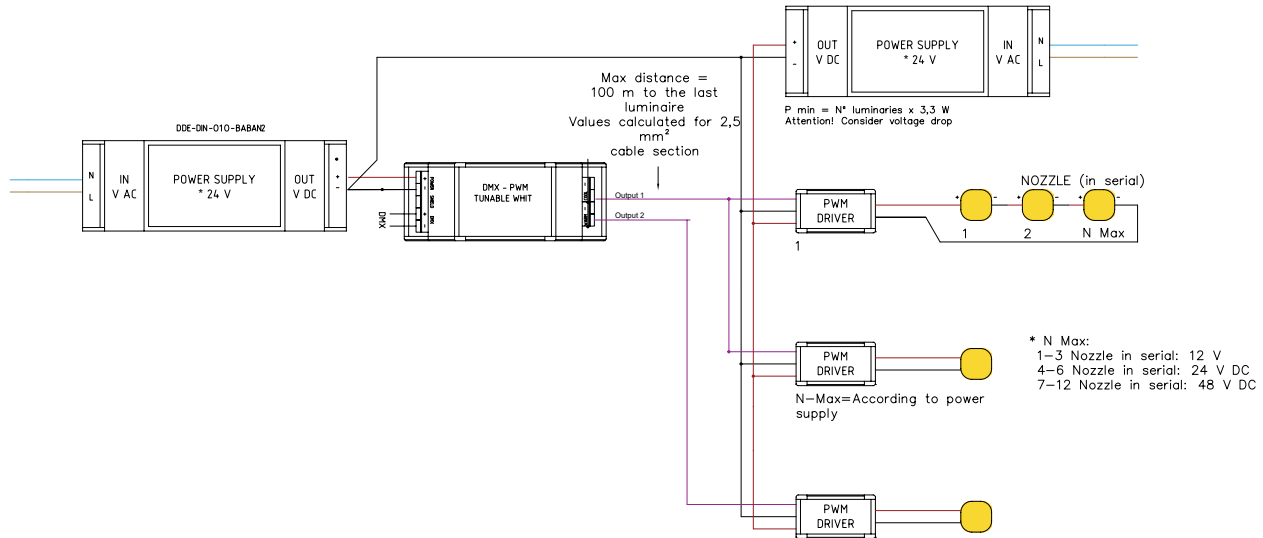 +
-
OUT
V DC
POWER SUPPLY
* 24 V
IN
V AC
N
L
P min = N° luminaries x 3,3 W
Attention! Consider voltage drop
Max distance =
100 m to the last
luminaire
Values calculated for 2,5
mm²
cable section
DDE-DIN-010-BABAN2
N
L
IN
V AC
POWER SUPPLY
* 24 V
OUT
V DC
+
-
POWER
+
-
SHIELD
DMX
+
-
DMX
DMX - PWM
TUNABLE WHIT
Output 1
Output 2
PWM
DRIVER
1
NOZZLE (in serial)
+ - + - + -
1 2 N Max
PWM
DRIVER
N-Max=According to power
supply
* N Max:
1-3 Nozzle in serial: 12 V
4-6 Nozzle in serial: 24 V DC
7-12 Nozzle in serial: 48 V DC
PWM
DRIVER